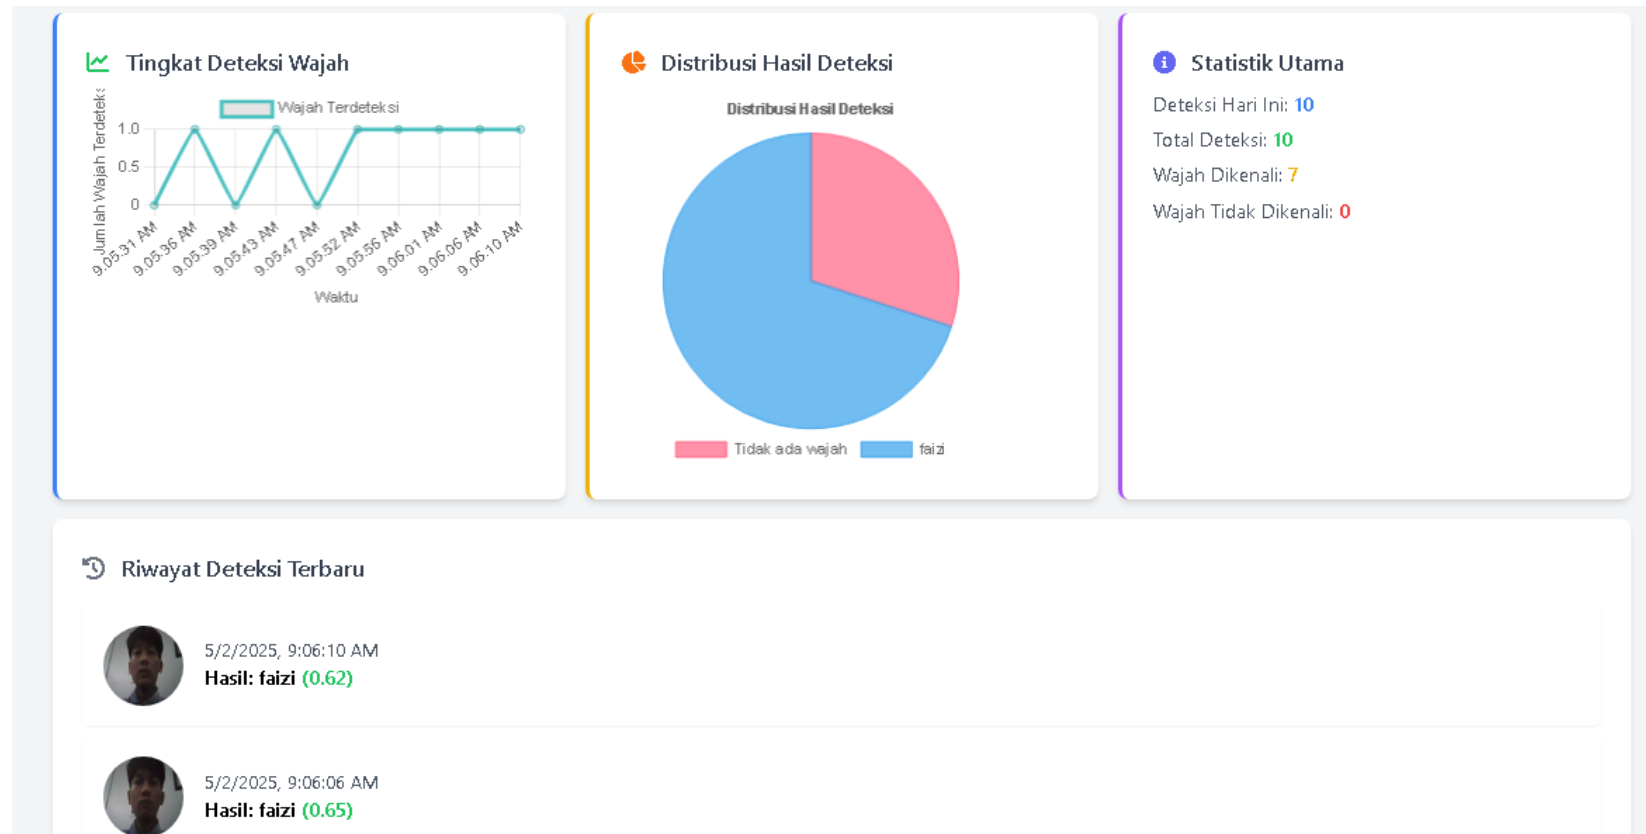 Tingkat Deteksi Wajah
Wajah Terdeteksi
Jumlah Wajah Terdeteks
1.0
0.5
0
9.05.31 AM
9.05.36 AM
9.05.39 AM
9.05.43 AM
9.05.47 AM
9.05.52 AM
9.05.56 AM
9.06.01 AM
9.06.06 AM
9.06.10 AM
Waktu
Distribusi Hasil Deteksi
Distribusi Hasil Deteksi
Tidak ada wajah
faizi
Statistik Utama
Deteksi Hari Ini: 10
Total Deteksi: 10
Wajah Dikenali: 7
Wajah Tidak Dikenali: 0
Riwayat Deteksi Terbaru
5/2/2025, 9:06:10 AM
Hasil: faizi (0.62)
5/2/2025, 9:06:06 AM
Hasil: faizi (0.65)